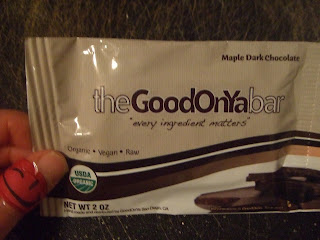 Maple Dark Chocolate
theGoodOnYabar
"every ingredient matters"
Organic • Vegan • Raw
USDA
ORGANIC
NET WT 2 OZ